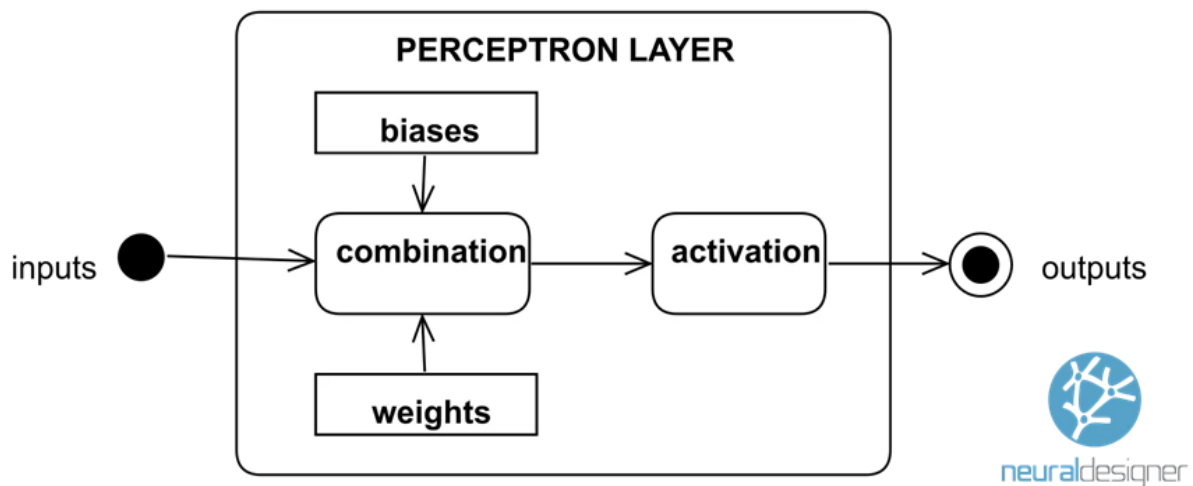 PERCEPTRON LAYER
biases
inputs
combination
activation
outputs
weights
neuraldesigner